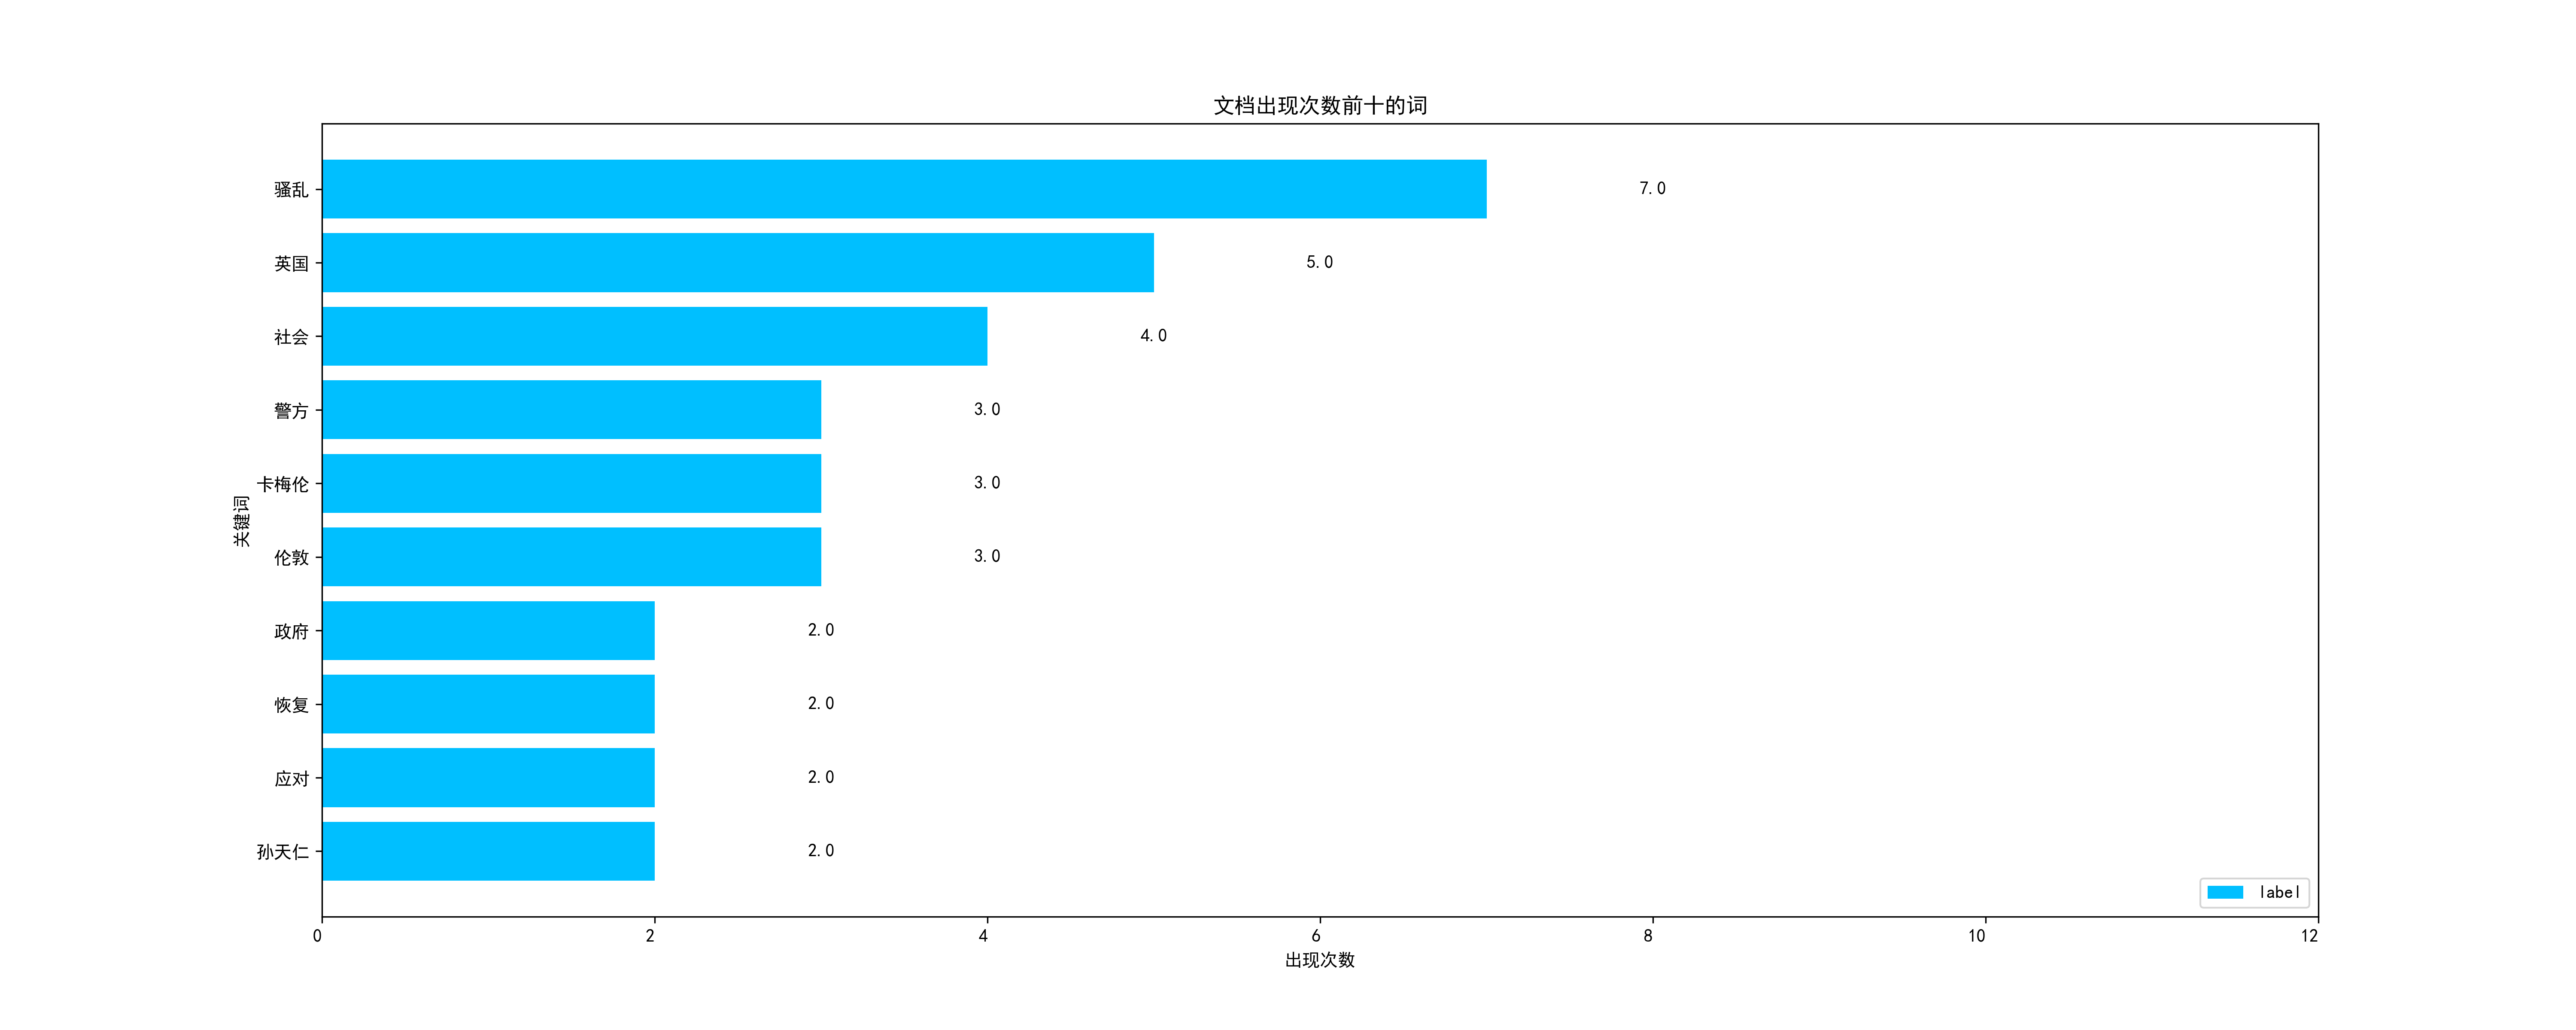 文档出现次数前十的词
骚乱 7.0
英国 5.0
社会 4.0
警方 3.0
卡梅伦 3.0
伦敦 3.0
政府 2.0
恢复 2.0
应对 2.0
孙天仁 2.0
关键词
label
0 2 4 6 8 10 12
出现次数